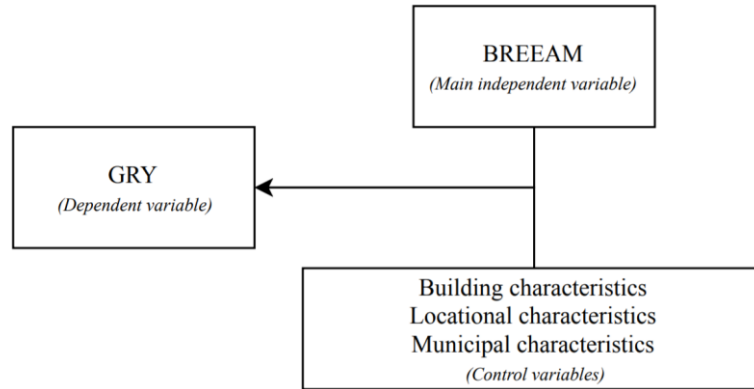 BREEAM
(Main independent variable)
GRY
(Dependent variable)
Building characteristics
Locational characteristics
Municipal characteristics
(Control variables)